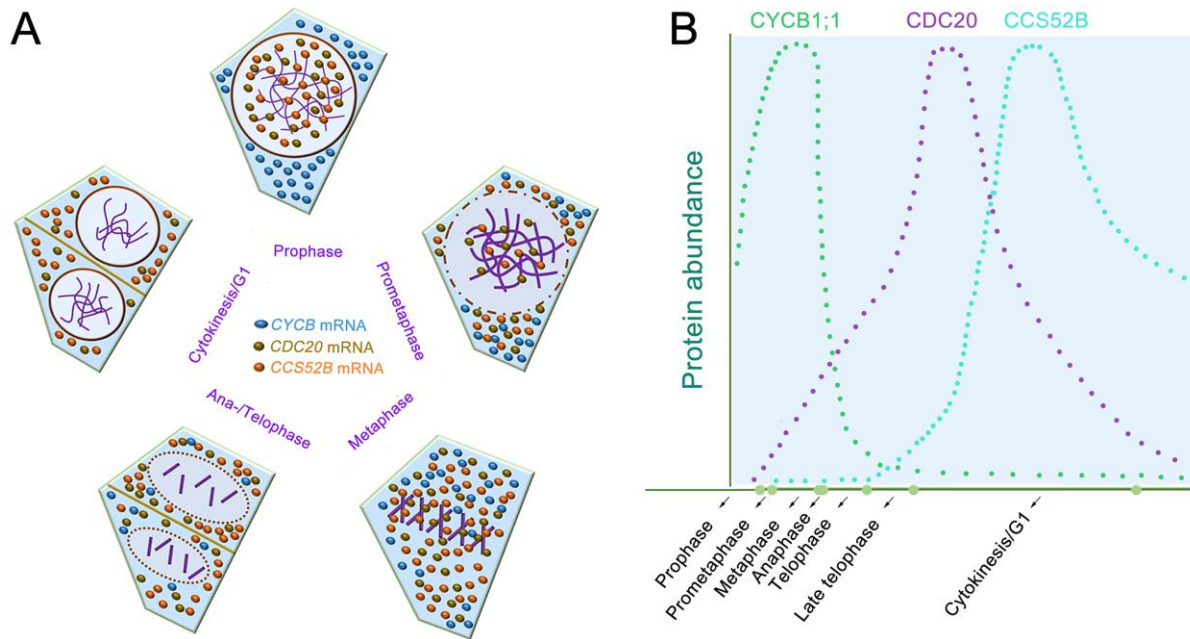 A
Prophase
Prometaphase
Metaphase
Ana-/Telophase
Cytokinesis/G1
CYCB mRNA
CDC20 mRNA
CCS52B mRNA
B
CYCB1;1
CDC20
CCS52B
Protein abundance
Prophase
Prometaphase
Metaphase
Anaphase
Telophase
Late telophase
Cytokinesis/G1